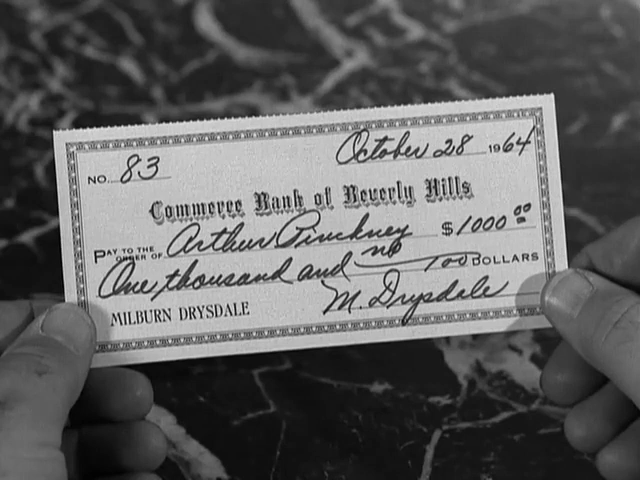 October 28 1964
NO. 83
Commerce Bank of Beverly Hills
PAY TO THE ORDER OF Arthur Pinckney $1000 00
One thousand and no/100 DOLLARS
MILBURN DRYSDALE M. Drysdale